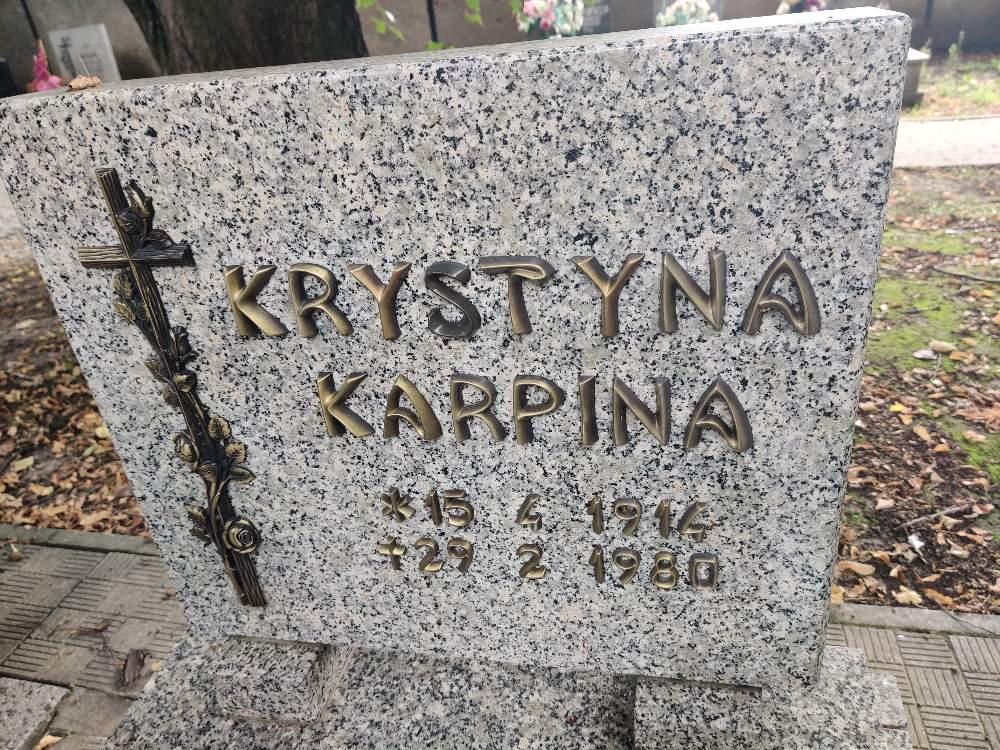 KRYSTYNA
KARPINA
* 15 4 1914
+ 29 2 1980